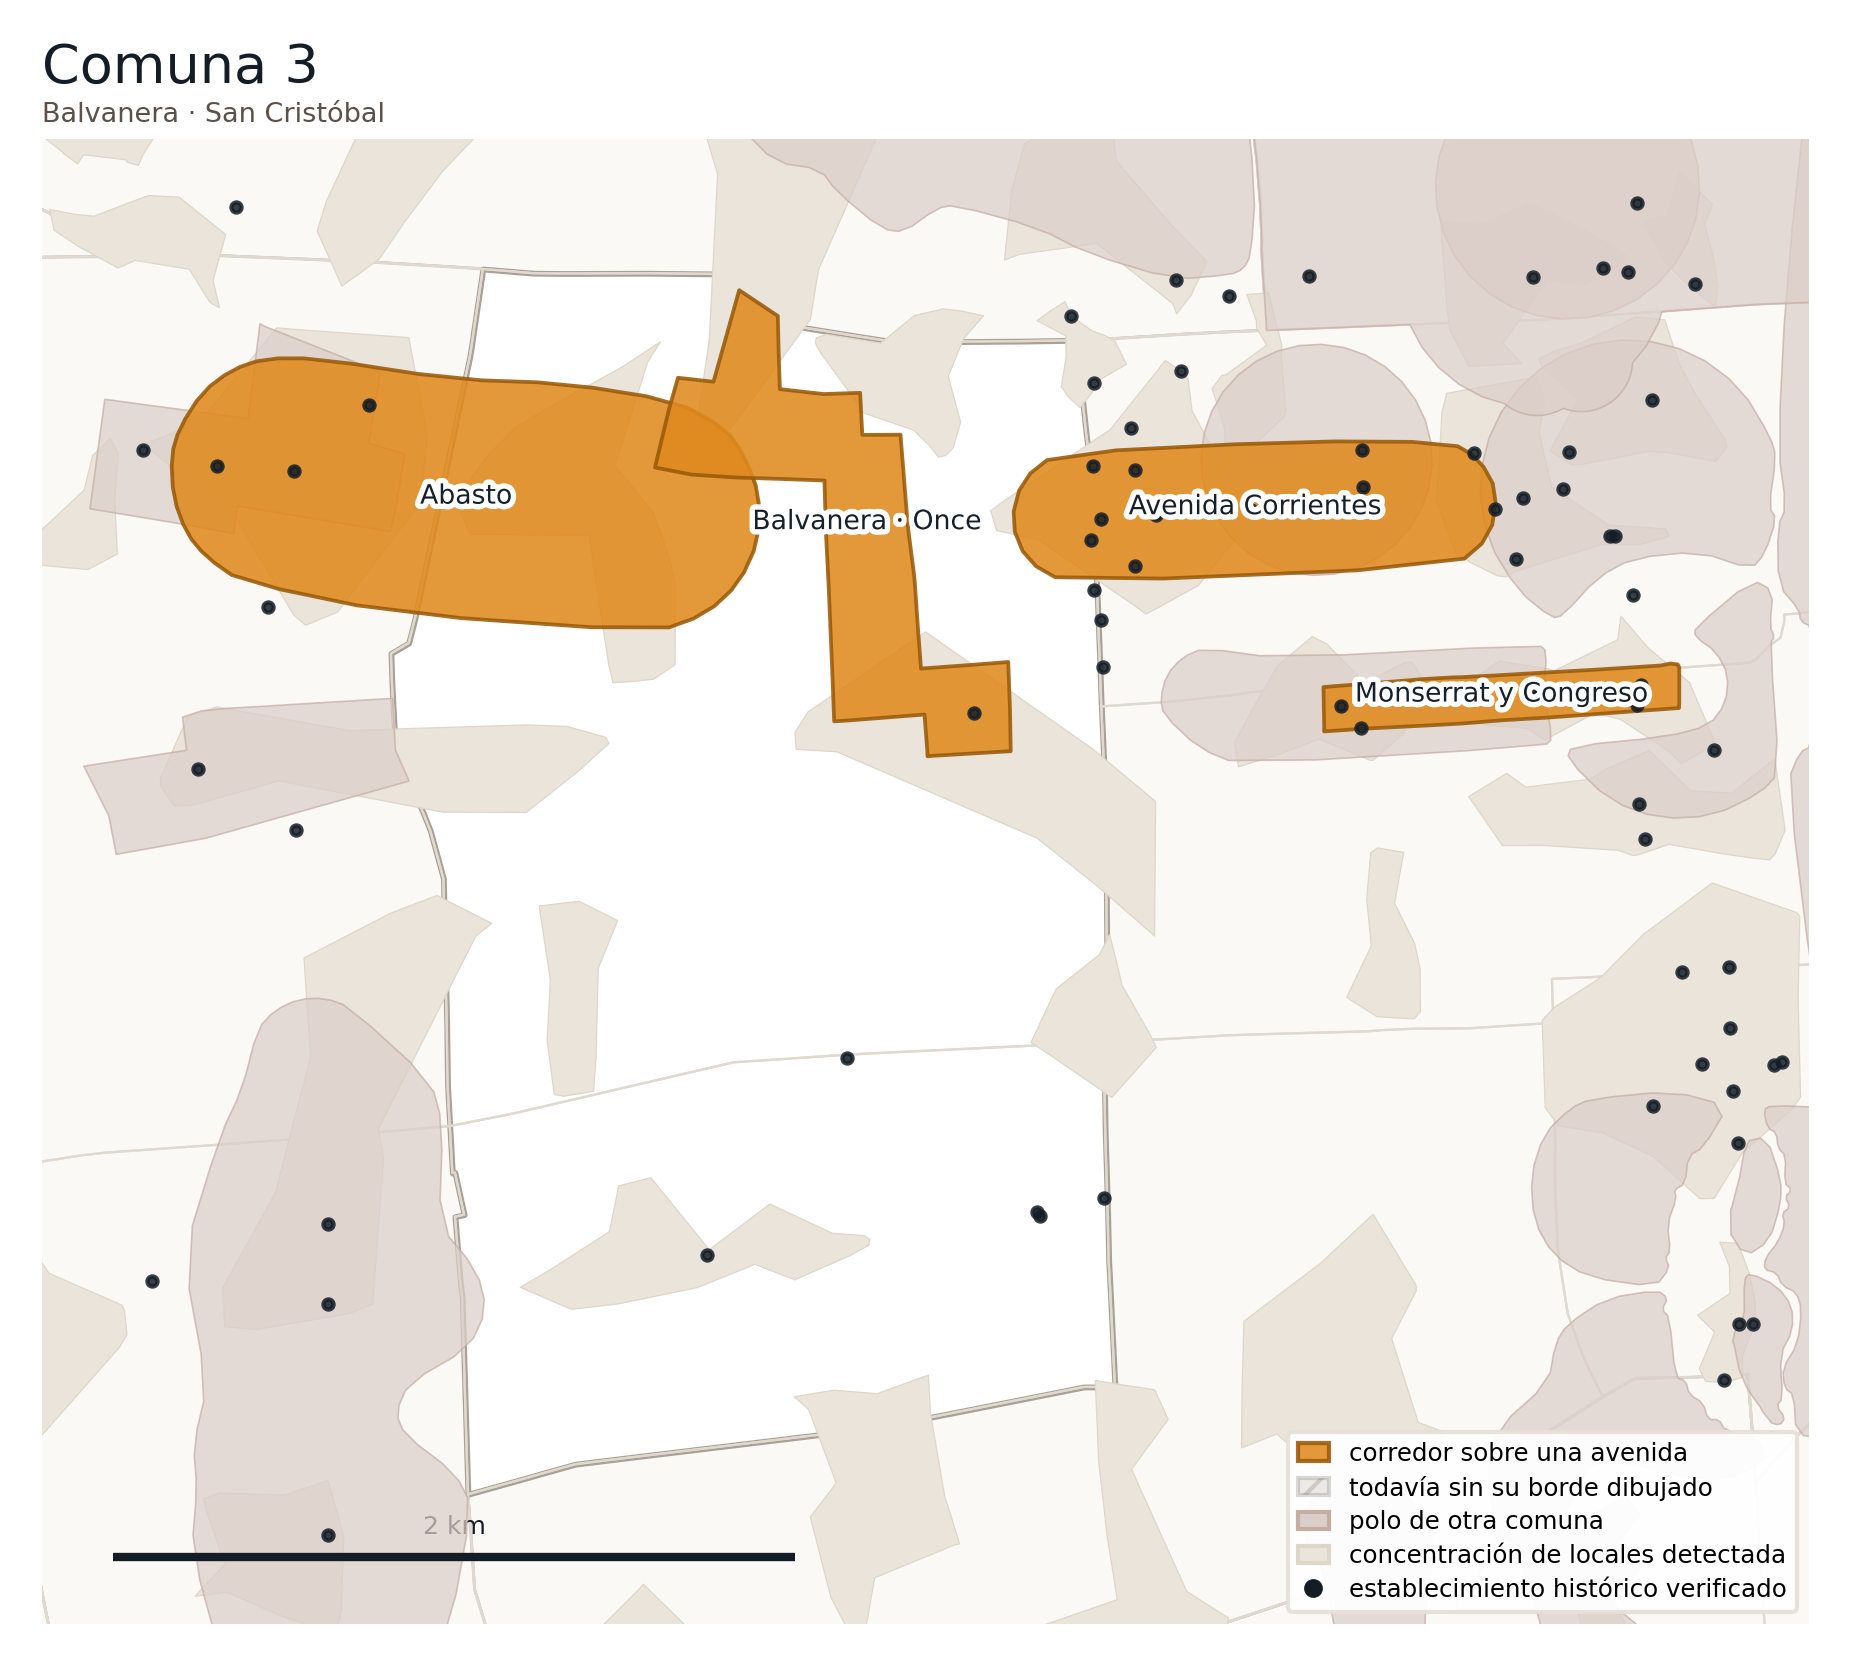 Comuna 3
Balvanera · San Cristóbal
Abasto
Balvanera · Once
Avenida Corrientes
Monserrat y Congreso
2 km
corredor sobre una avenida
todavía sin su borde dibujado
polo de otra comuna
concentración de locales detectada
establecimiento histórico verificado